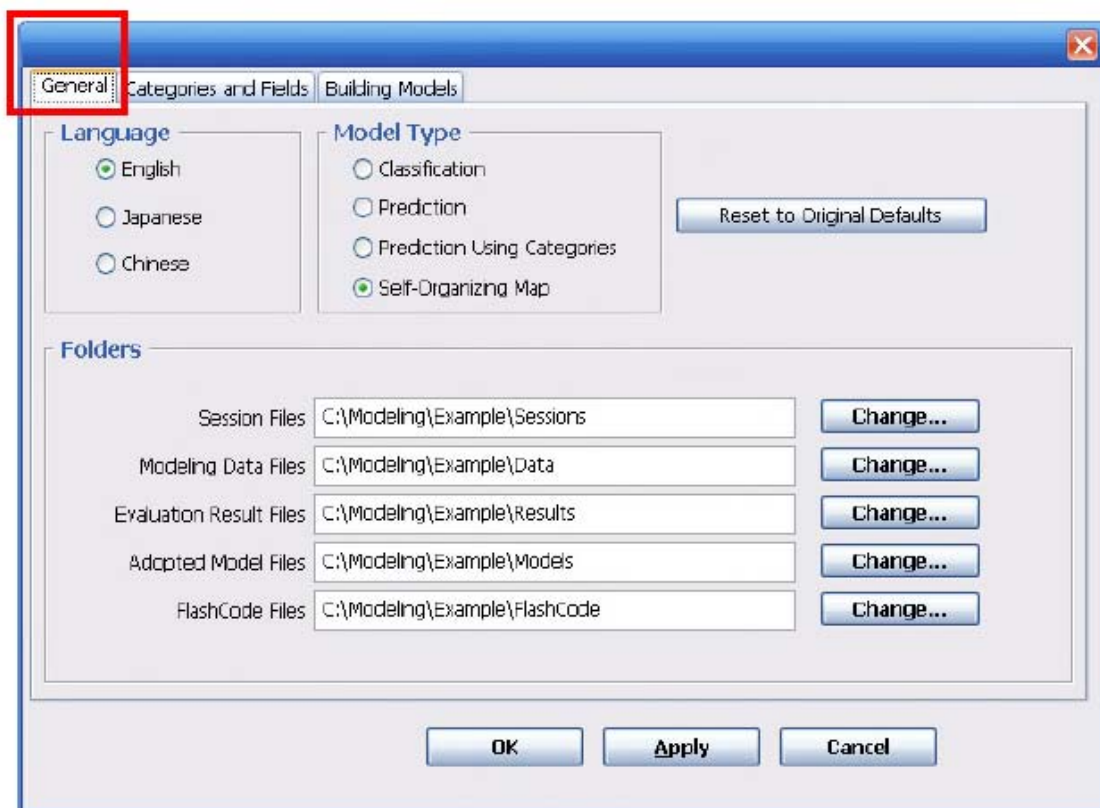 General Categories and Fields Building Models
Language
English
Japanese
Chinese
Model Type
Classification
Prediction
Prediction Using Categories
Self-Organizing Map
Reset to Original Defaults
Folders
Session Files C:\Modeling\Example\Sessions Change...
Modeling Data Files C:\Modeling\Example\Data Change...
Evaluation Result Files C:\Modeling\Example\Results Change...
Adopted Model Files C:\Modeling\Example\Models Change...
FlashCode Files C:\Modeling\Example\FlashCode Change...
OK Apply Cancel